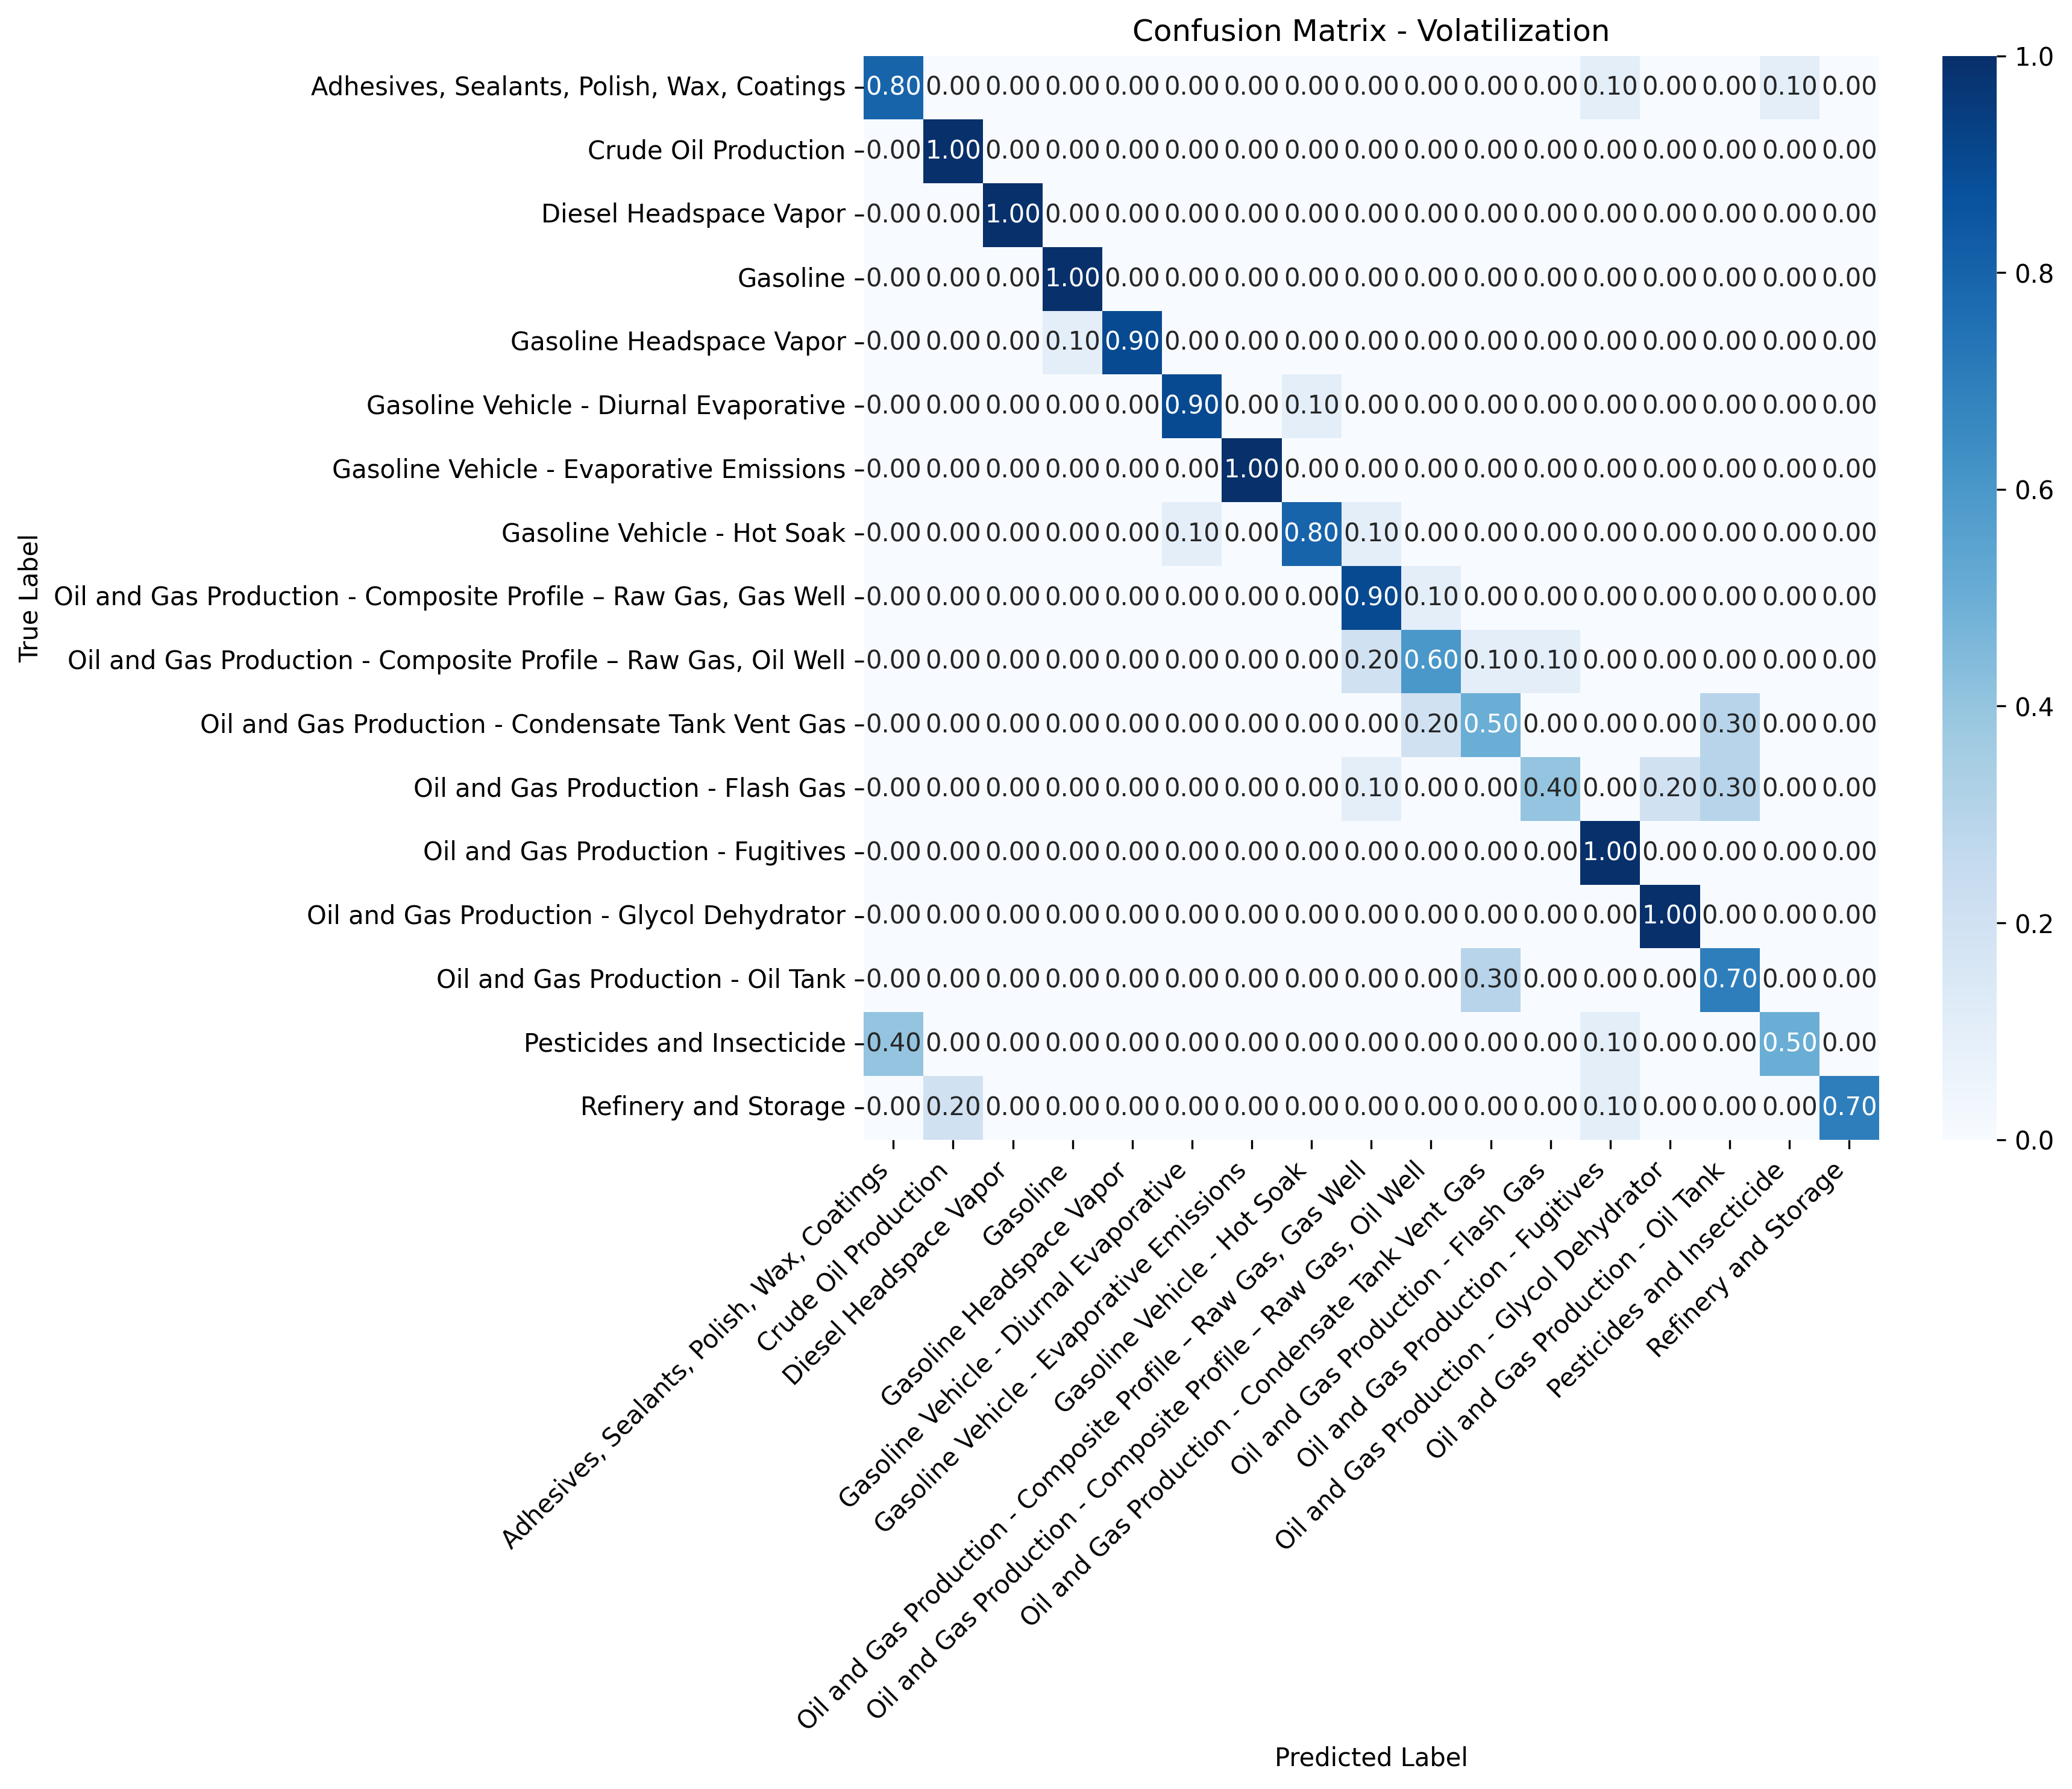 Confusion Matrix - Volatilization
True Label
Adhesives, Sealants, Polish, Wax, Coatings 0.80 0.00 0.00 0.00 0.00 0.00 0.00 0.00 0.00 0.00 0.00 0.00 0.10 0.00 0.00 0.10 0.00
Crude Oil Production 0.00 1.00 0.00 0.00 0.00 0.00 0.00 0.00 0.00 0.00 0.00 0.00 0.00 0.00 0.00 0.00 0.00
Diesel Headspace Vapor 0.00 0.00 1.00 0.00 0.00 0.00 0.00 0.00 0.00 0.00 0.00 0.00 0.00 0.00 0.00 0.00 0.00
Gasoline 0.00 0.00 0.00 1.00 0.00 0.00 0.00 0.00 0.00 0.00 0.00 0.00 0.00 0.00 0.00 0.00 0.00
Gasoline Headspace Vapor 0.00 0.00 0.00 0.10 0.90 0.00 0.00 0.00 0.00 0.00 0.00 0.00 0.00 0.00 0.00 0.00 0.00
Gasoline Vehicle - Diurnal Evaporative 0.00 0.00 0.00 0.00 0.00 0.90 0.00 0.10 0.00 0.00 0.00 0.00 0.00 0.00 0.00 0.00 0.00
Gasoline Vehicle - Evaporative Emissions 0.00 0.00 0.00 0.00 0.00 0.00 1.00 0.00 0.00 0.00 0.00 0.00 0.00 0.00 0.00 0.00 0.00
Gasoline Vehicle - Hot Soak 0.00 0.00 0.00 0.00 0.00 0.10 0.00 0.80 0.10 0.00 0.00 0.00 0.00 0.00 0.00 0.00 0.00
Oil and Gas Production - Composite Profile – Raw Gas, Gas Well 0.00 0.00 0.00 0.00 0.00 0.00 0.00 0.00 0.90 0.10 0.00 0.00 0.00 0.00 0.00 0.00 0.00
Oil and Gas Production - Composite Profile – Raw Gas, Oil Well 0.00 0.00 0.00 0.00 0.00 0.00 0.00 0.00 0.20 0.60 0.10 0.10 0.00 0.00 0.00 0.00 0.00
Oil and Gas Production - Condensate Tank Vent Gas 0.00 0.00 0.00 0.00 0.00 0.00 0.00 0.00 0.00 0.20 0.50 0.00 0.00 0.00 0.30 0.00 0.00
Oil and Gas Production - Flash Gas 0.00 0.00 0.00 0.00 0.00 0.00 0.00 0.00 0.10 0.00 0.00 0.40 0.00 0.20 0.30 0.00 0.00
Oil and Gas Production - Fugitives 0.00 0.00 0.00 0.00 0.00 0.00 0.00 0.00 0.00 0.00 0.00 0.00 1.00 0.00 0.00 0.00 0.00
Oil and Gas Production - Glycol Dehydrator 0.00 0.00 0.00 0.00 0.00 0.00 0.00 0.00 0.00 0.00 0.00 0.00 0.00 1.00 0.00 0.00 0.00
Oil and Gas Production - Oil Tank 0.00 0.00 0.00 0.00 0.00 0.00 0.00 0.00 0.00 0.00 0.30 0.00 0.00 0.00 0.70 0.00 0.00
Pesticides and Insecticide 0.40 0.00 0.00 0.00 0.00 0.00 0.00 0.00 0.00 0.00 0.00 0.00 0.10 0.00 0.00 0.50 0.00
Refinery and Storage 0.00 0.20 0.00 0.00 0.00 0.00 0.00 0.00 0.00 0.00 0.00 0.00 0.10 0.00 0.00 0.00 0.70
Adhesives, Sealants, Polish, Wax, Coatings
Crude Oil Production
Diesel Headspace Vapor
Gasoline
Gasoline Headspace Vapor
Gasoline Vehicle - Diurnal Evaporative
Gasoline Vehicle - Evaporative Emissions
Gasoline Vehicle - Hot Soak
Oil and Gas Production - Composite Profile – Raw Gas, Gas Well
Oil and Gas Production - Composite Profile – Raw Gas, Oil Well
Oil and Gas Production - Condensate Tank Vent Gas
Oil and Gas Production - Flash Gas
Oil and Gas Production - Fugitives
Oil and Gas Production - Glycol Dehydrator
Oil and Gas Production - Oil Tank
Pesticides and Insecticide
Refinery and Storage
Predicted Label
1.0
0.8
0.6
0.4
0.2
0.0